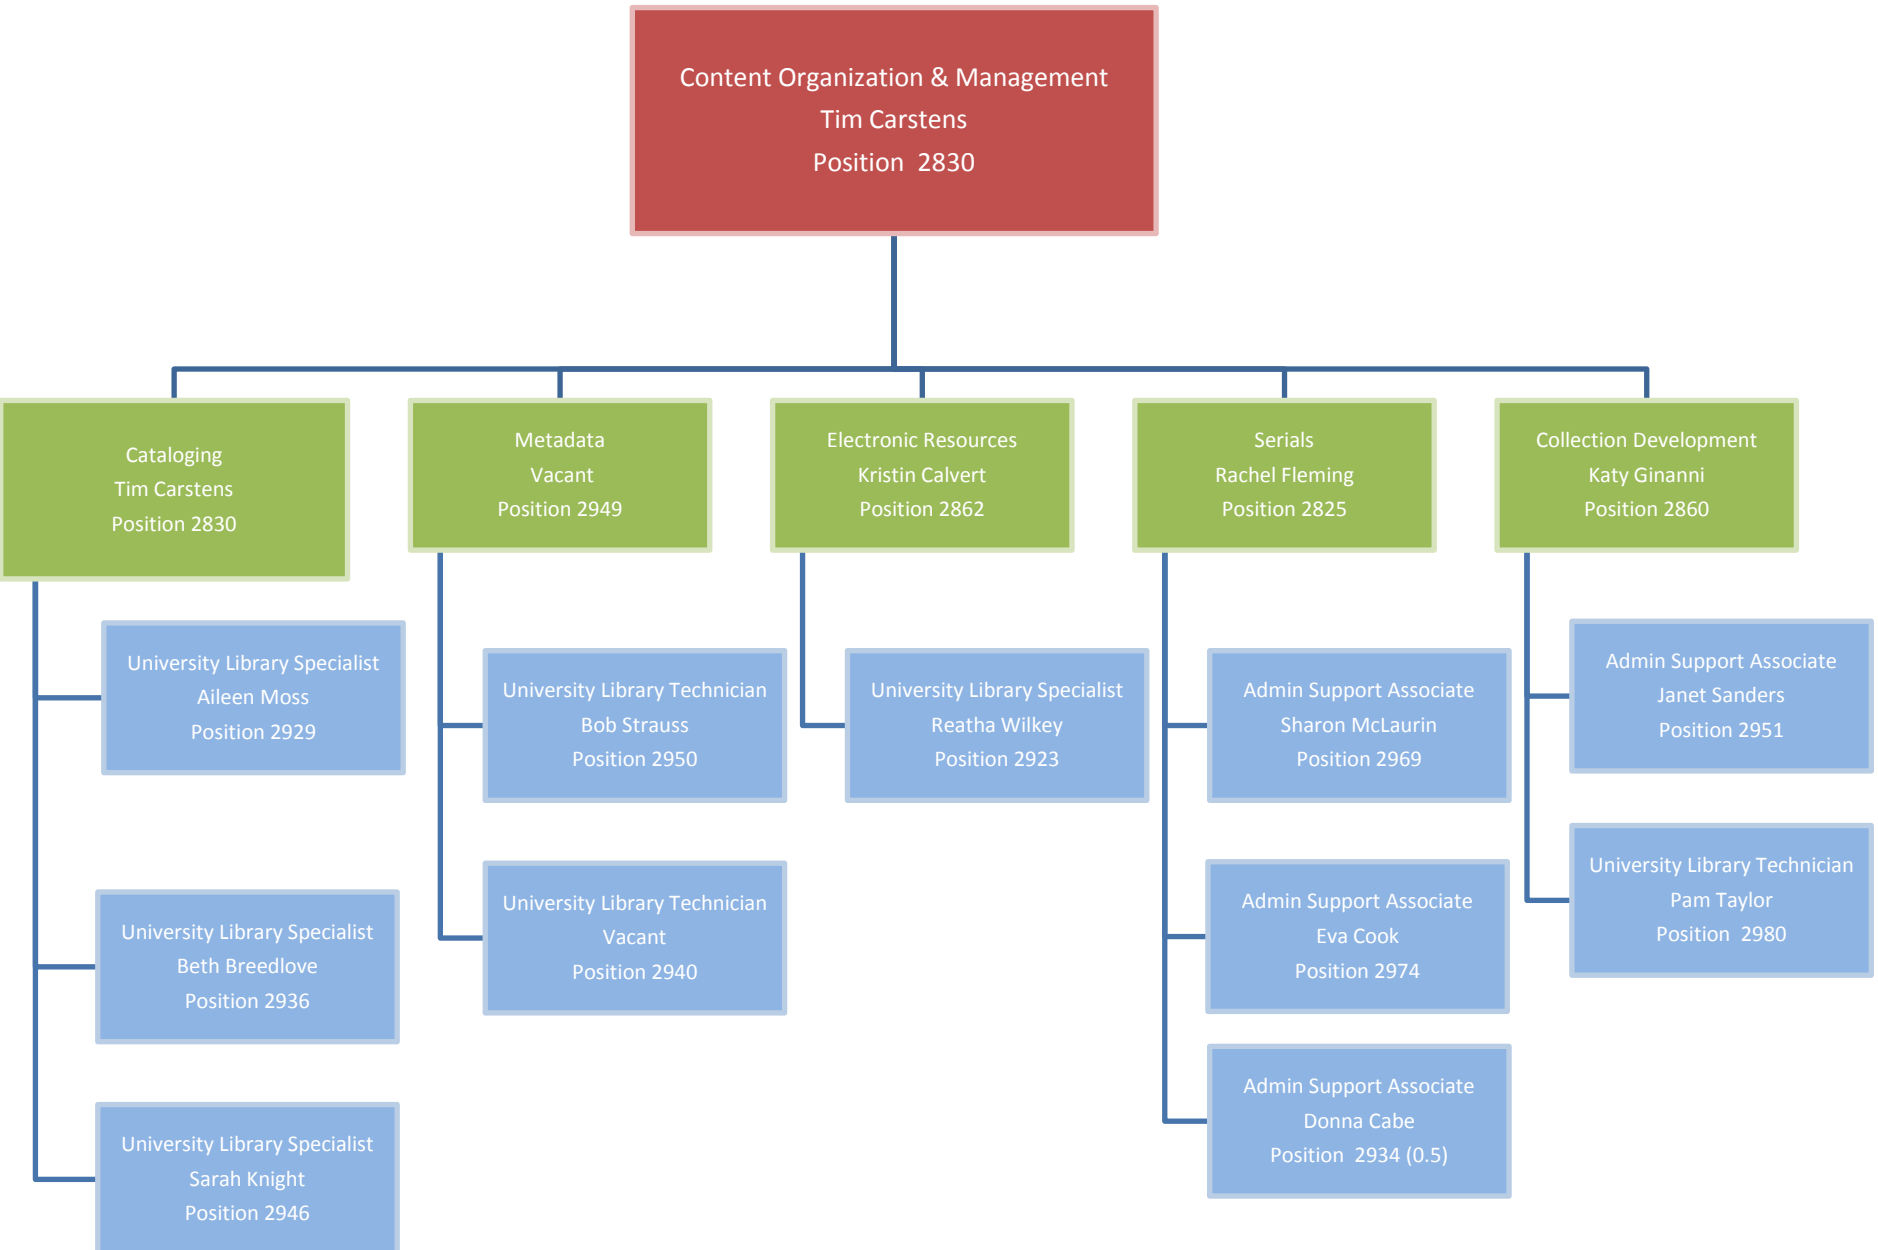 Content Organization & Management
Tim Carstens
Position 2830
Cataloging
Tim Carstens
Position 2830
Metadata
Vacant
Position 2949
Electronic Resources
Kristin Calvert
Position 2862
Serials
Rachel Fleming
Position 2825
Collection Development
Katy Ginanni
Position 2860
University Library Specialist
Aileen Moss
Position 2929
University Library Specialist
Beth Breedlove
Position 2936
University Library Specialist
Sarah Knight
Position 2946
University Library Technician
Bob Strauss
Position 2950
University Library Technician
Vacant
Position 2940
University Library Specialist
Reatha Wilkey
Position 2923
Admin Support Associate
Sharon McLaurin
Position 2969
Admin Support Associate
Eva Cook
Position 2974
Admin Support Associate
Donna Cabe
Position 2934 (0.5)
Admin Support Associate
Janet Sanders
Position 2951
University Library Technician
Pam Taylor
Position 2980